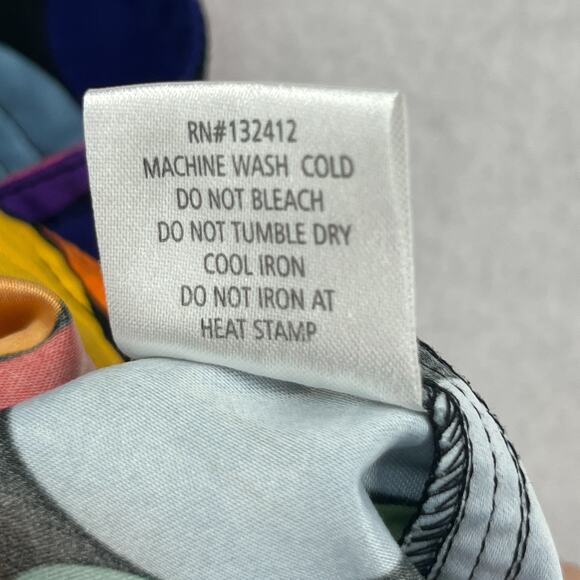 RN#132412
MACHINE WASH COLD
DO NOT BLEACH
DO NOT TUMBLE DRY
COOL IRON
DO NOT IRON AT
HEAT STAMP